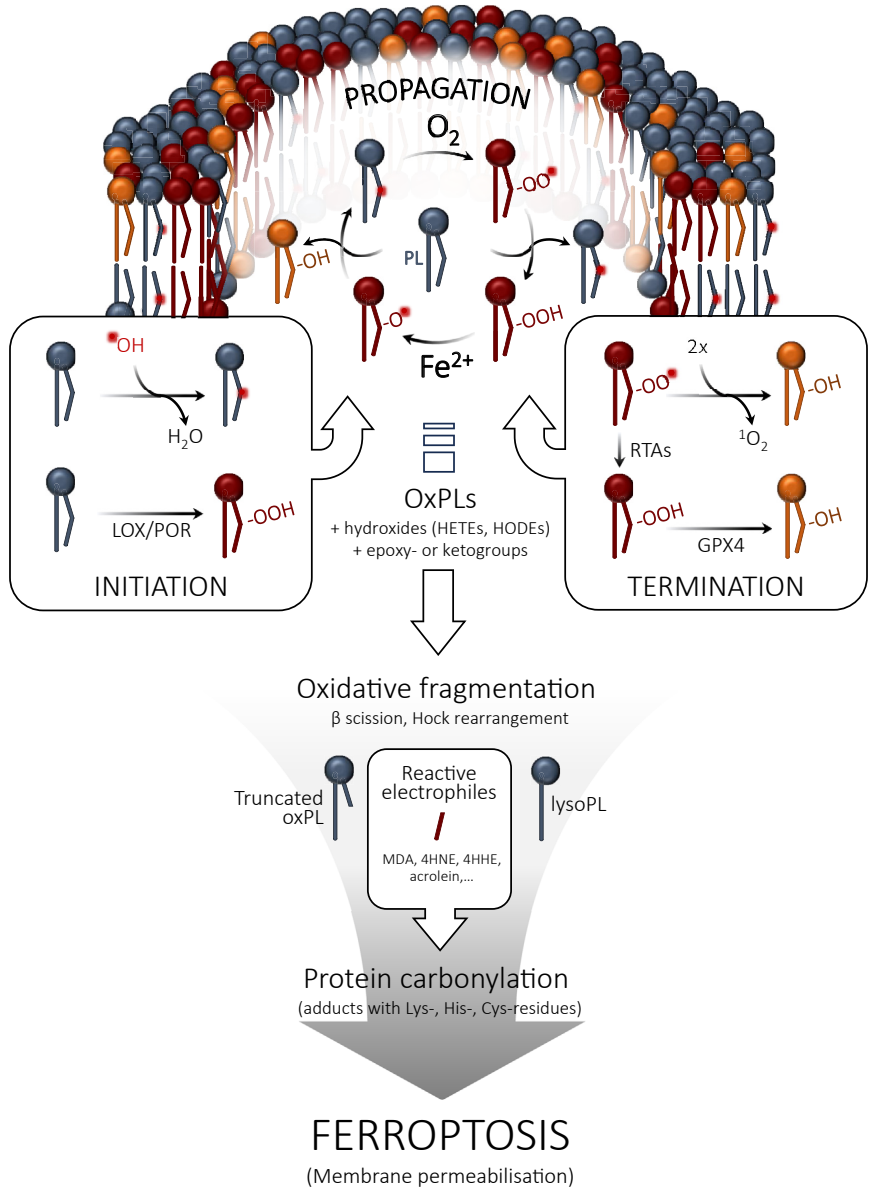 PROPAGATION
O2
-OO
-OH
PL
-O
-OOH
Fe2+
OH
H2O
LOX/POR
-OOH
INITIATION
-OO
2x
-OH
1O2
RTAs
-OOH
GPX4
-OH
TERMINATION
OxPLs
+ hydroxides (HETEs, HODEs)
+ epoxy- or ketogroups
Oxidative fragmentation
β scission, Hock rearrangement
Truncated
oxPL
Reactive
electrophiles
MDA, 4HNE, 4HHE,
acrolein,...
lysoPL
Protein carbonylation
(adducts with Lys-, His-, Cys-residues)
FERROPTOSIS
(Membrane permeabilisation)